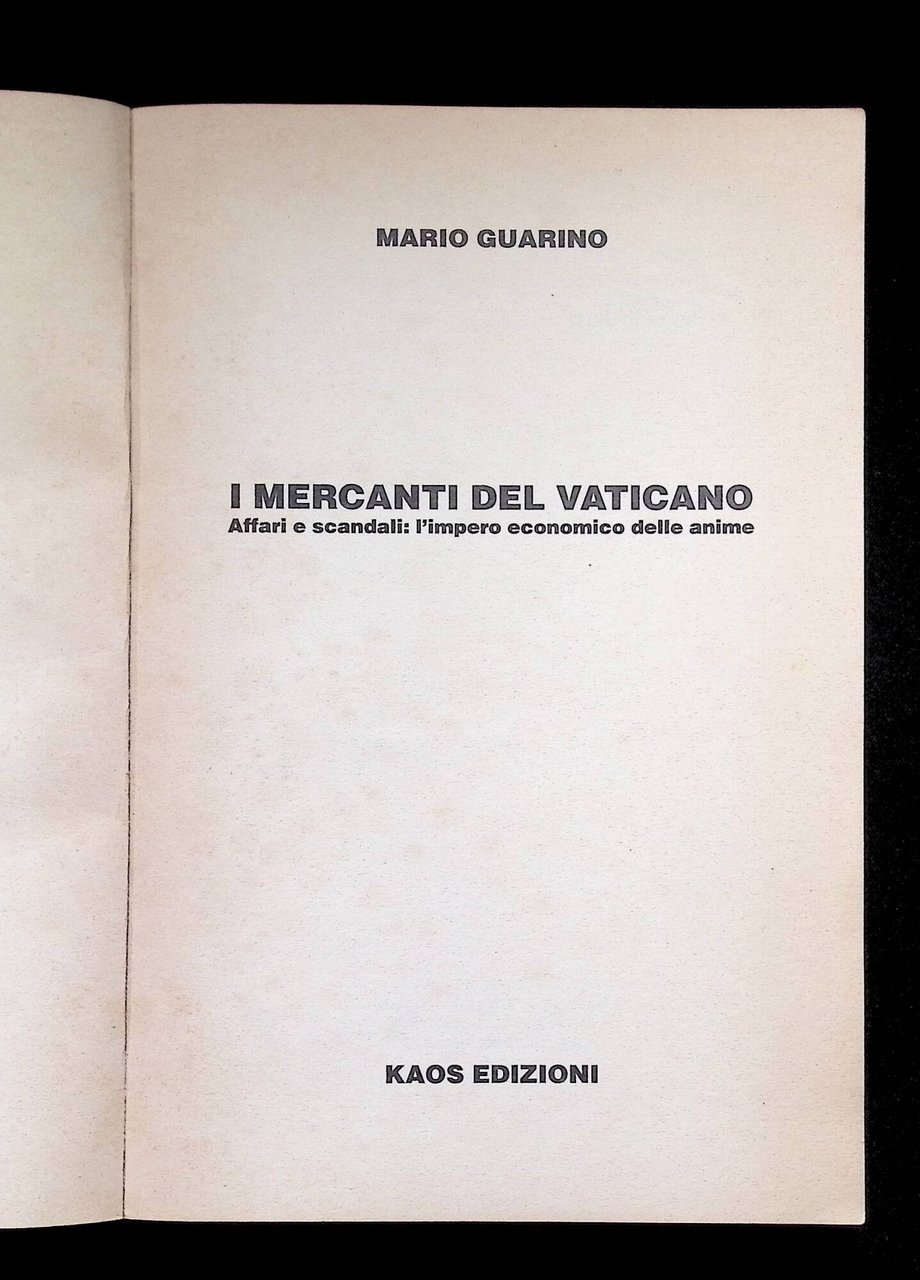 MARIO GUARINO
I MERCANTI DEL VATICANO
Affari e scandali: l'impero economico delle anime
KAOS EDIZIONI